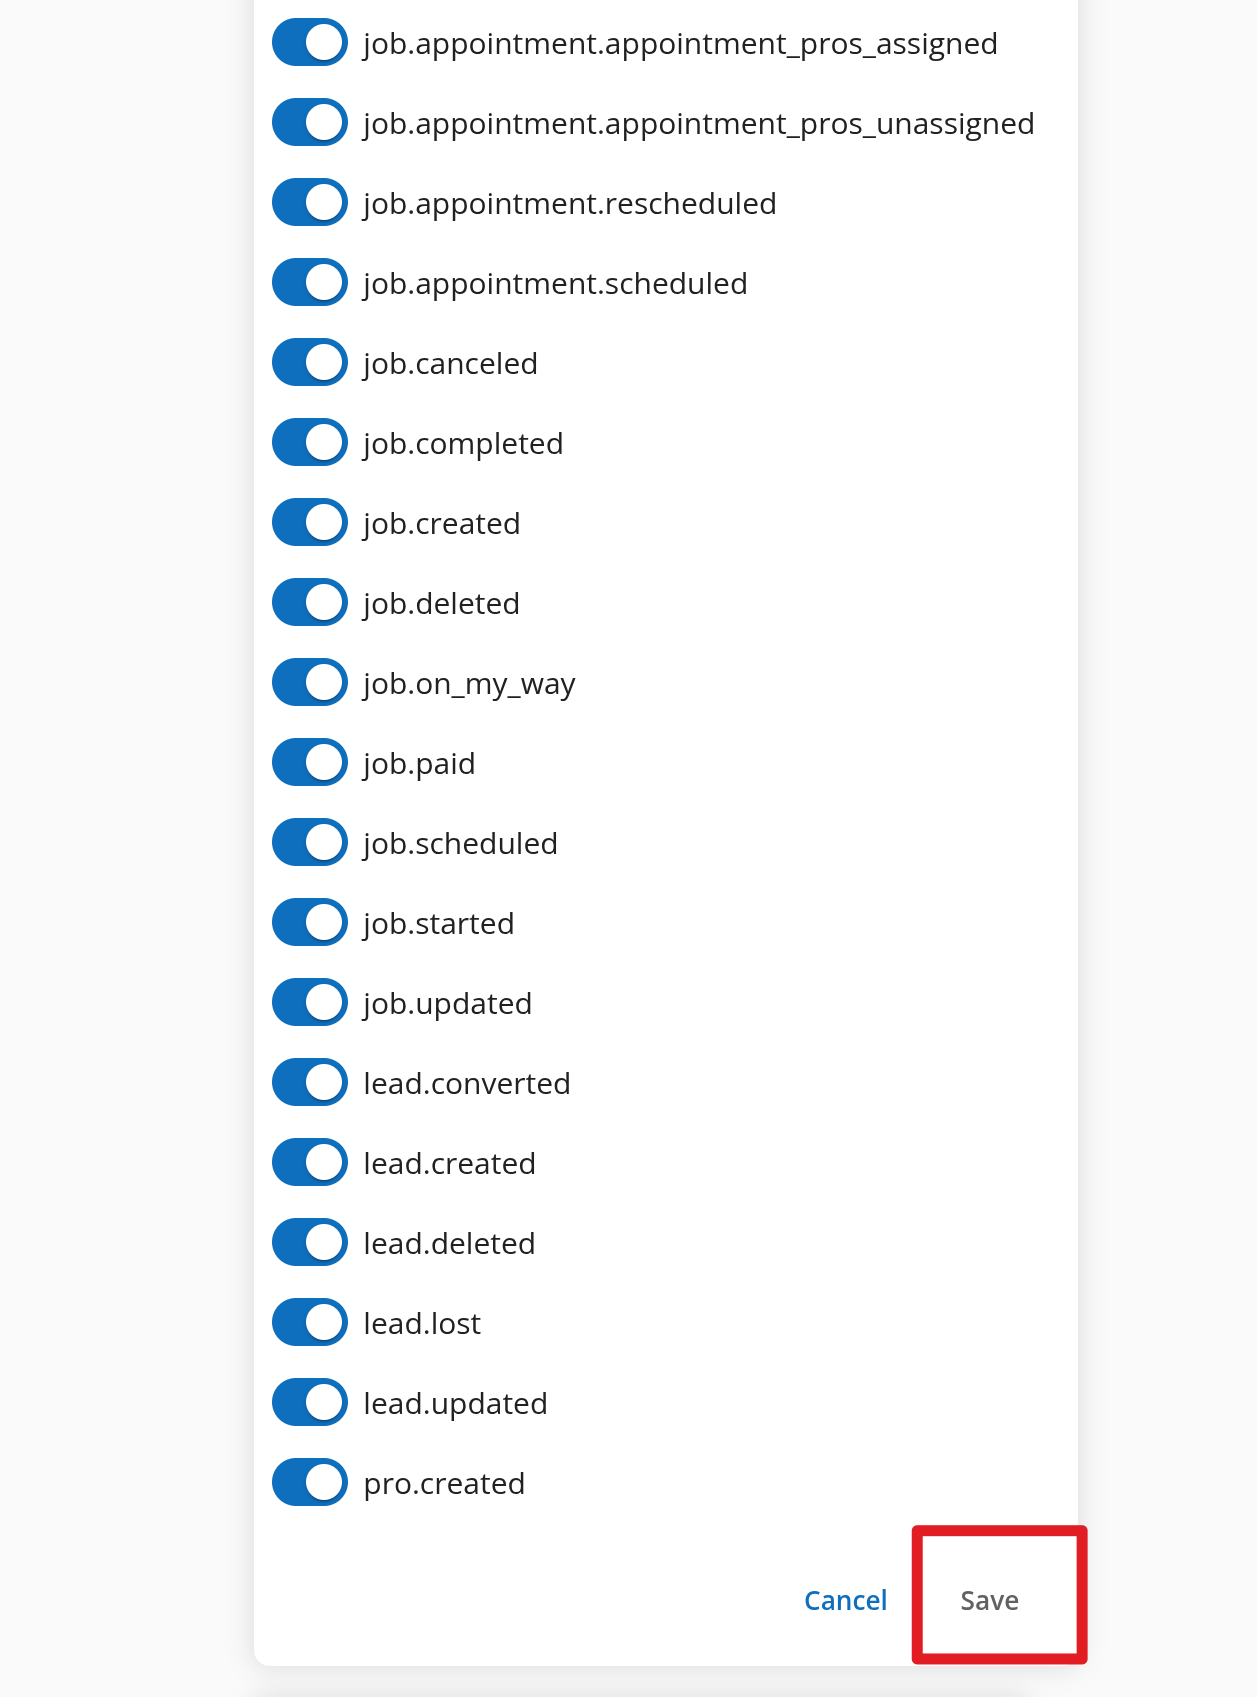 job.appointment.appointment_pros_assigned
job.appointment.appointment_pros_unassigned
job.appointment.rescheduled
job.appointment.scheduled
job.canceled
job.completed
job.created
job.deleted
job.on_my_way
job.paid
job.scheduled
job.started
job.updated
lead.converted
lead.created
lead.deleted
lead.lost
lead.updated
pro.created
Cancel Save